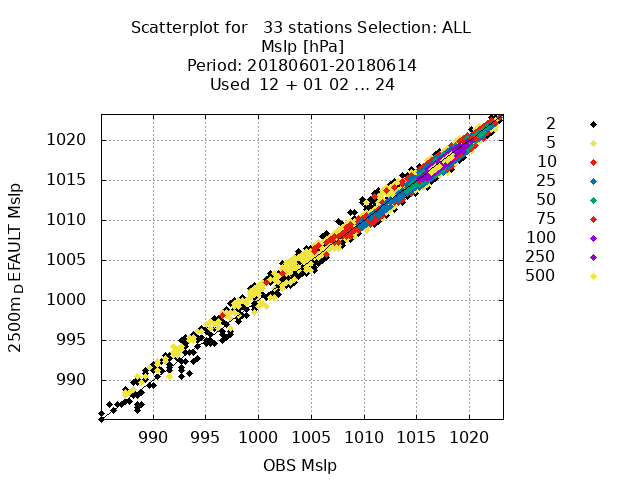 Scatterplot for   33 stations Selection: ALL
Mslp [hPa]
Period: 20180601-20180614
Used  12 + 01 02 ... 24
2500m_DEFAULT Mslp
1020
1015
1010
1005
1000
995
990
990 995 1000 1005 1010 1015 1020
OBS Mslp
2
5
10
25
50
75
100
250
500